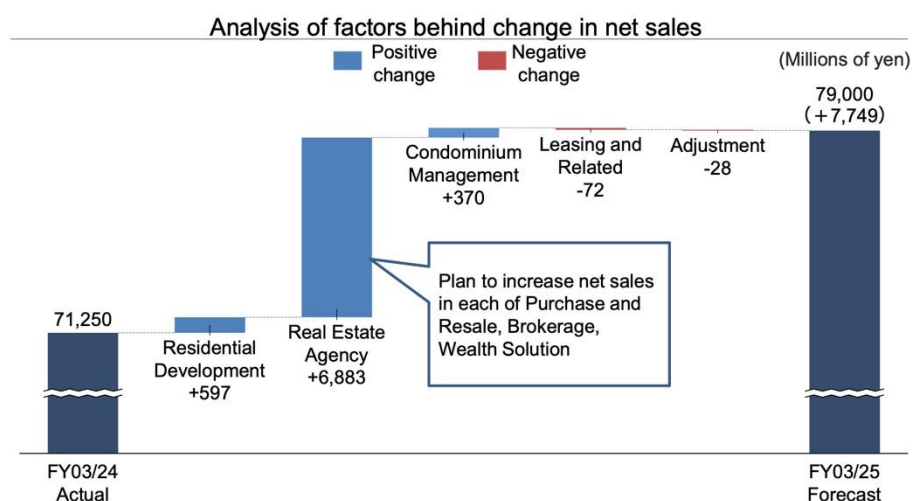 Analysis of factors behind change in net sales
Positive
change
Negative
change
(Millions of yen)
79,000
(+7,749)
Condominium
Management
+370
Leasing and
Related
-72
Adjustment
-28
Plan to increase net sales
in each of Purchase and
Resale, Brokerage,
Wealth Solution
71,250
Residential
Development
+597
Real Estate
Agency
+6,883
FY03/24
Actual
FY03/25
Forecast